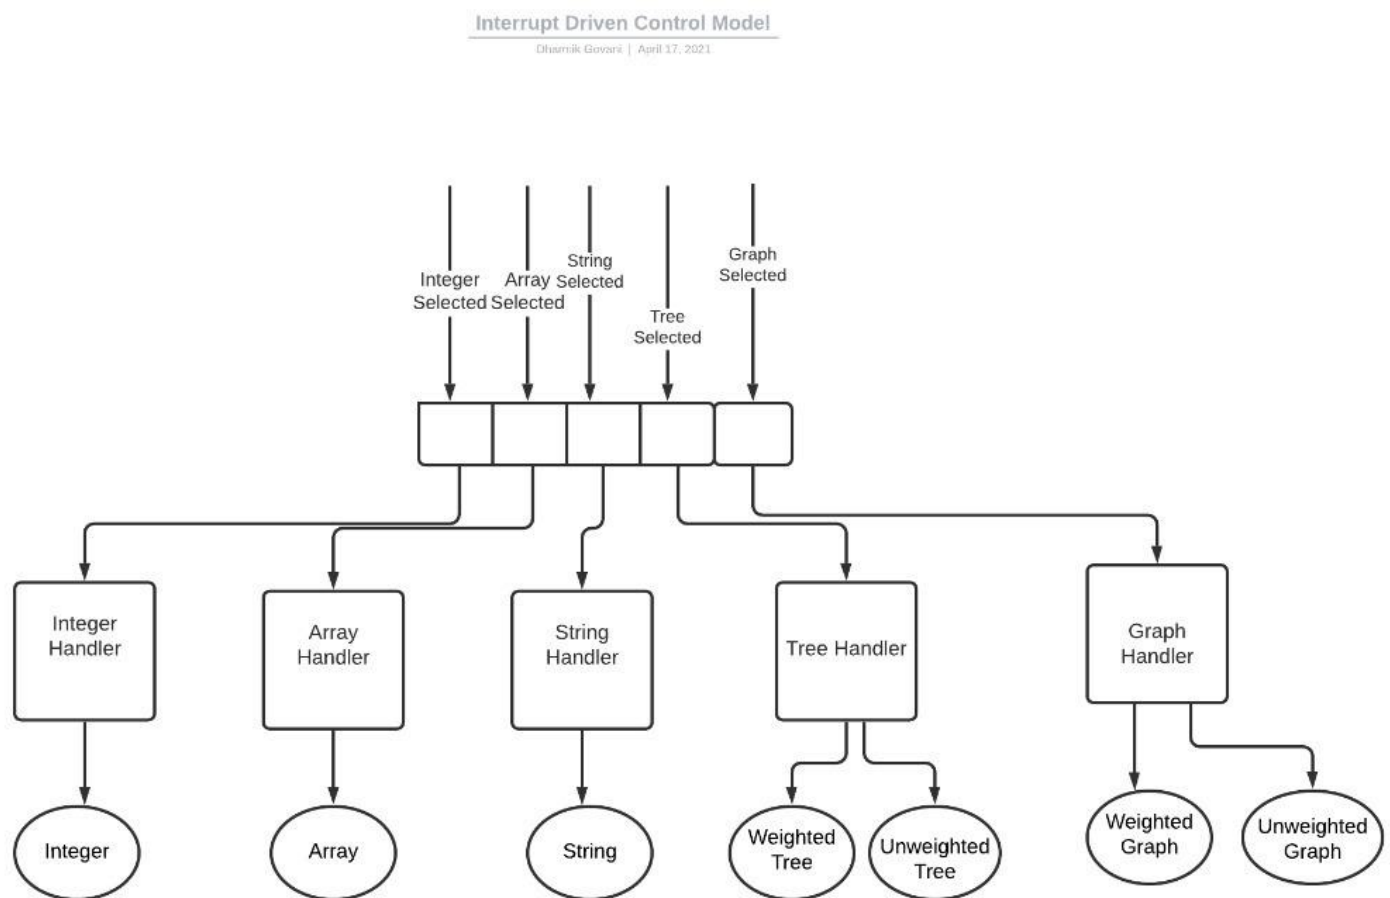 Interrupt Driven Control Model
Dharmik Govani | April 17, 2021
Integer
Selected
Array
Selected
String
Selected
Tree
Selected
Graph
Selected
Integer
Handler
Array
Handler
String
Handler
Tree Handler
Graph
Handler
Integer
Array
String
Weighted
Tree
Unweighted
Tree
Weighted
Graph
Unweighted
Graph